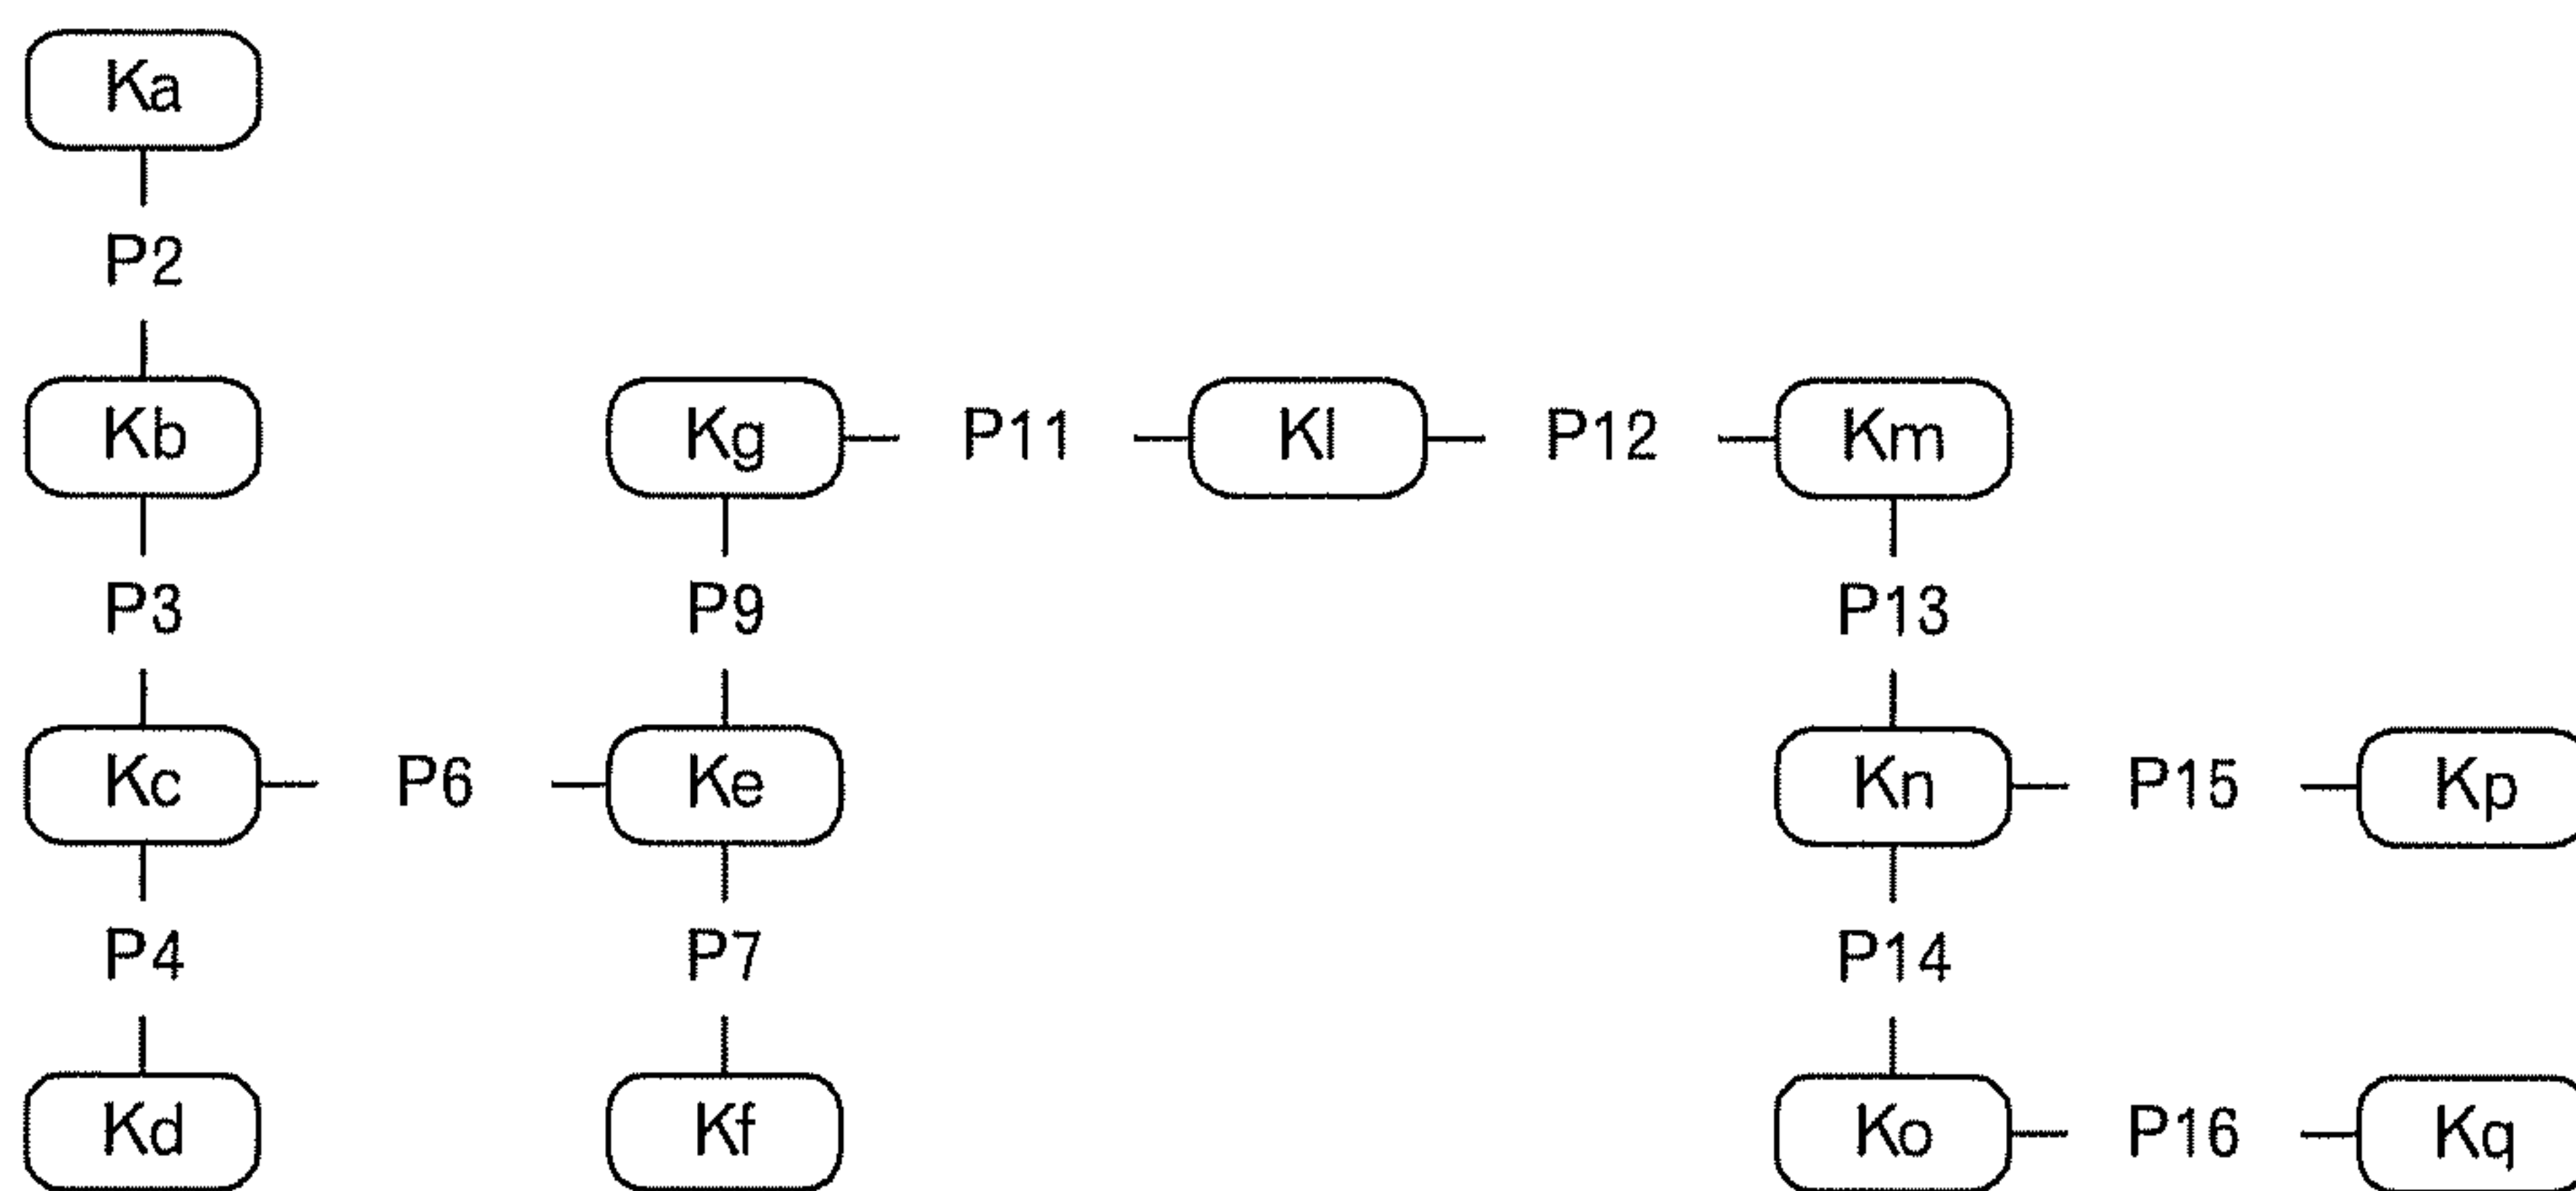 Ka
P2
Kb Kg P11 Kl P12 Km
P3 P9 P13
Kc P6 Ke Kn P15 Kp
P4 P7 P14
Kd Kf Ko P16 Kq